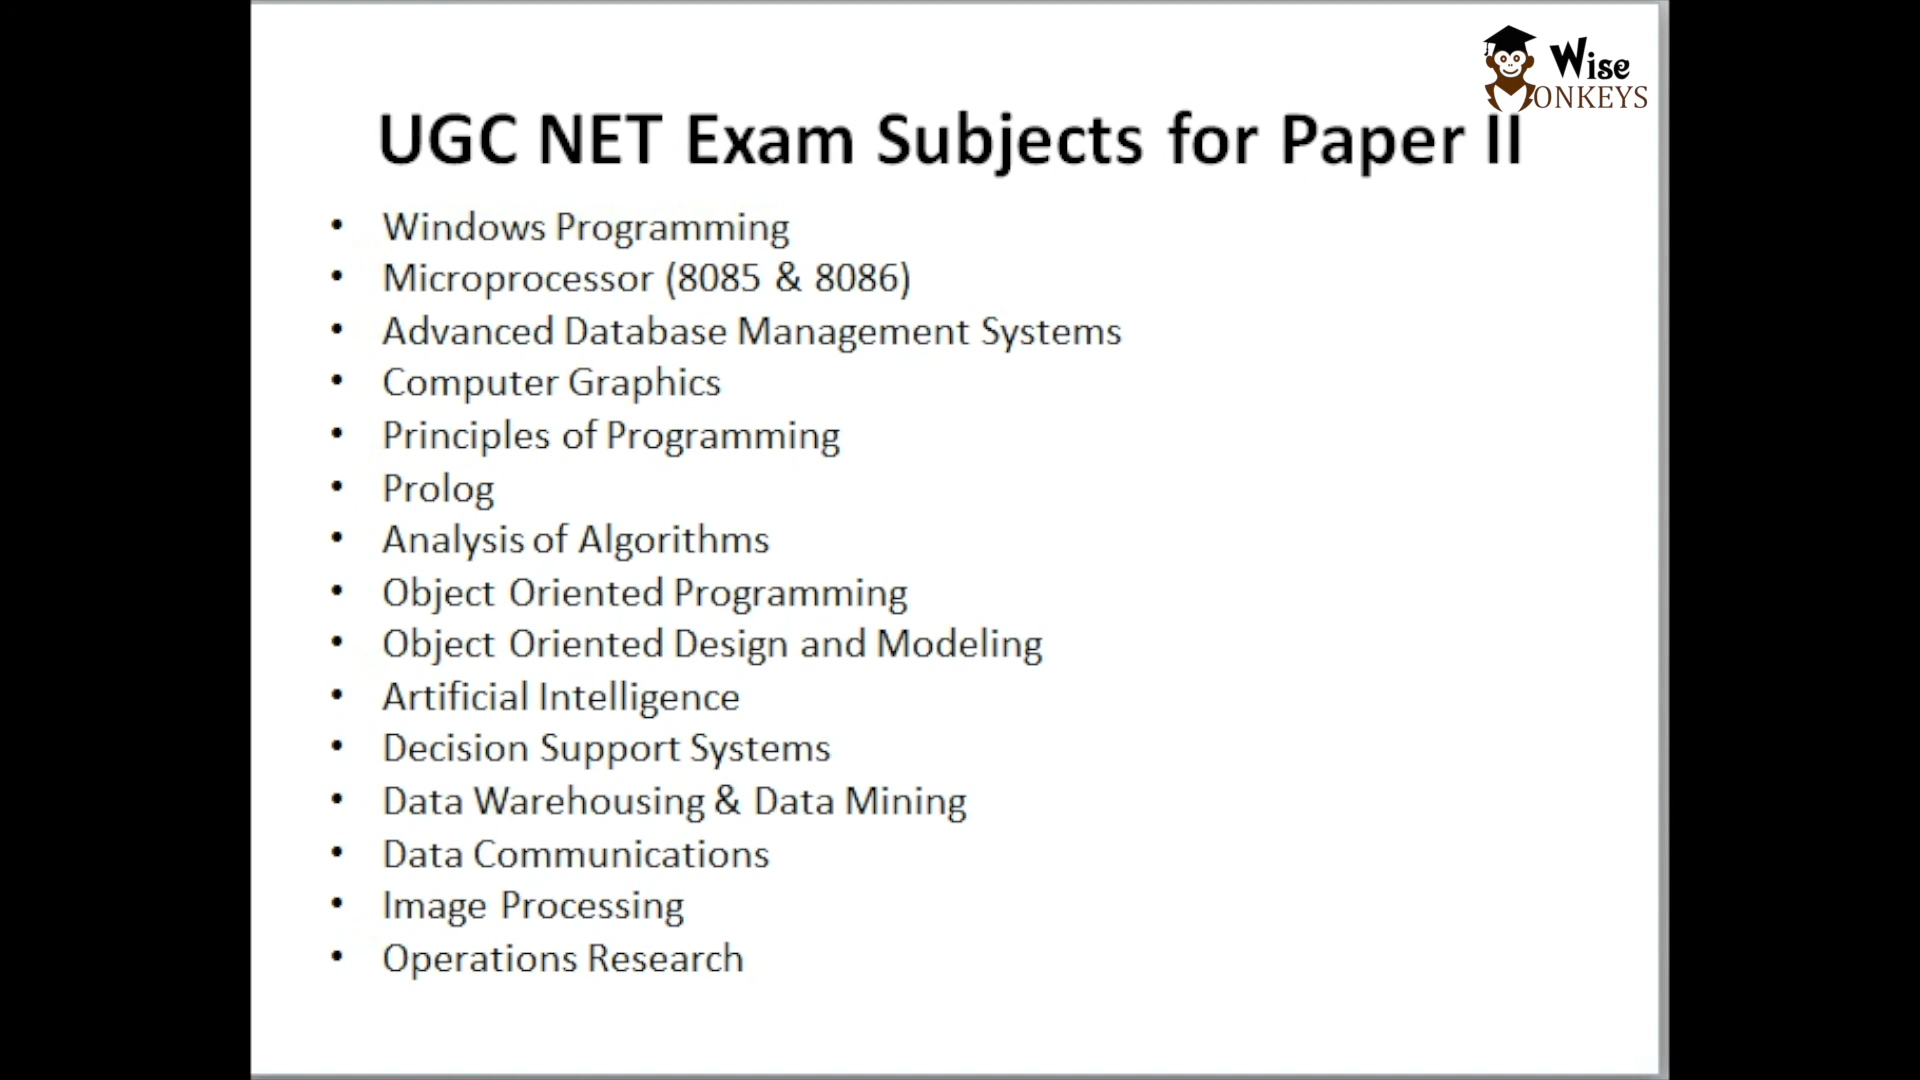 Wise
MONKEYS
UGC NET Exam Subjects for Paper II
• Windows Programming
• Microprocessor (8085 & 8086)
• Advanced Database Management Systems
• Computer Graphics
• Principles of Programming
• Prolog
• Analysis of Algorithms
• Object Oriented Programming
• Object Oriented Design and Modeling
• Artificial Intelligence
• Decision Support Systems
• Data Warehousing & Data Mining
• Data Communications
• Image Processing
• Operations Research